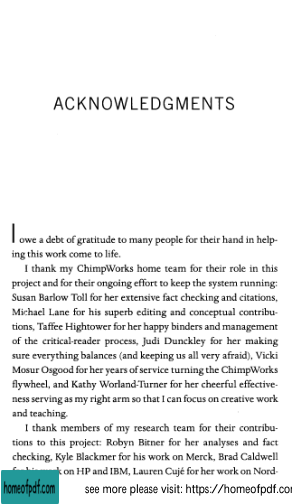 ACKNOWLEDGMENTS
I owe a debt of gratitude to many people for their hand in help-
ing this work come to life.
I thank my ChimpWorks home team for their role in this
project and for their ongoing effort to keep the system running:
Susan Barlow Toll for her extensive fact checking and citations,
Michael Lane for his superb editing and conceptual contribu-
tions, Taffee Hightower for her happy binders and management
of the critical-reader process, Judi Dunckley for her making
sure everything balances (and keeping us all very afraid), Vicki
Mosur Osgood for her years of service turning the ChimpWorks
flywheel, and Kathy Worland-Turner for her cheerful effective-
ness serving as my right arm so that I can focus on creative work
and teaching.
I thank members of my research team for their contribu-
tions to this project: Robyn Bitner for her analyses and fact
checking, Kyle Blackmer for his work on Merck, Brad Caldwell
on HP and IBM, Lauren Cujé for her work on Nord-
homeofpdf.com
see more please visit: https://homeofpdf.com